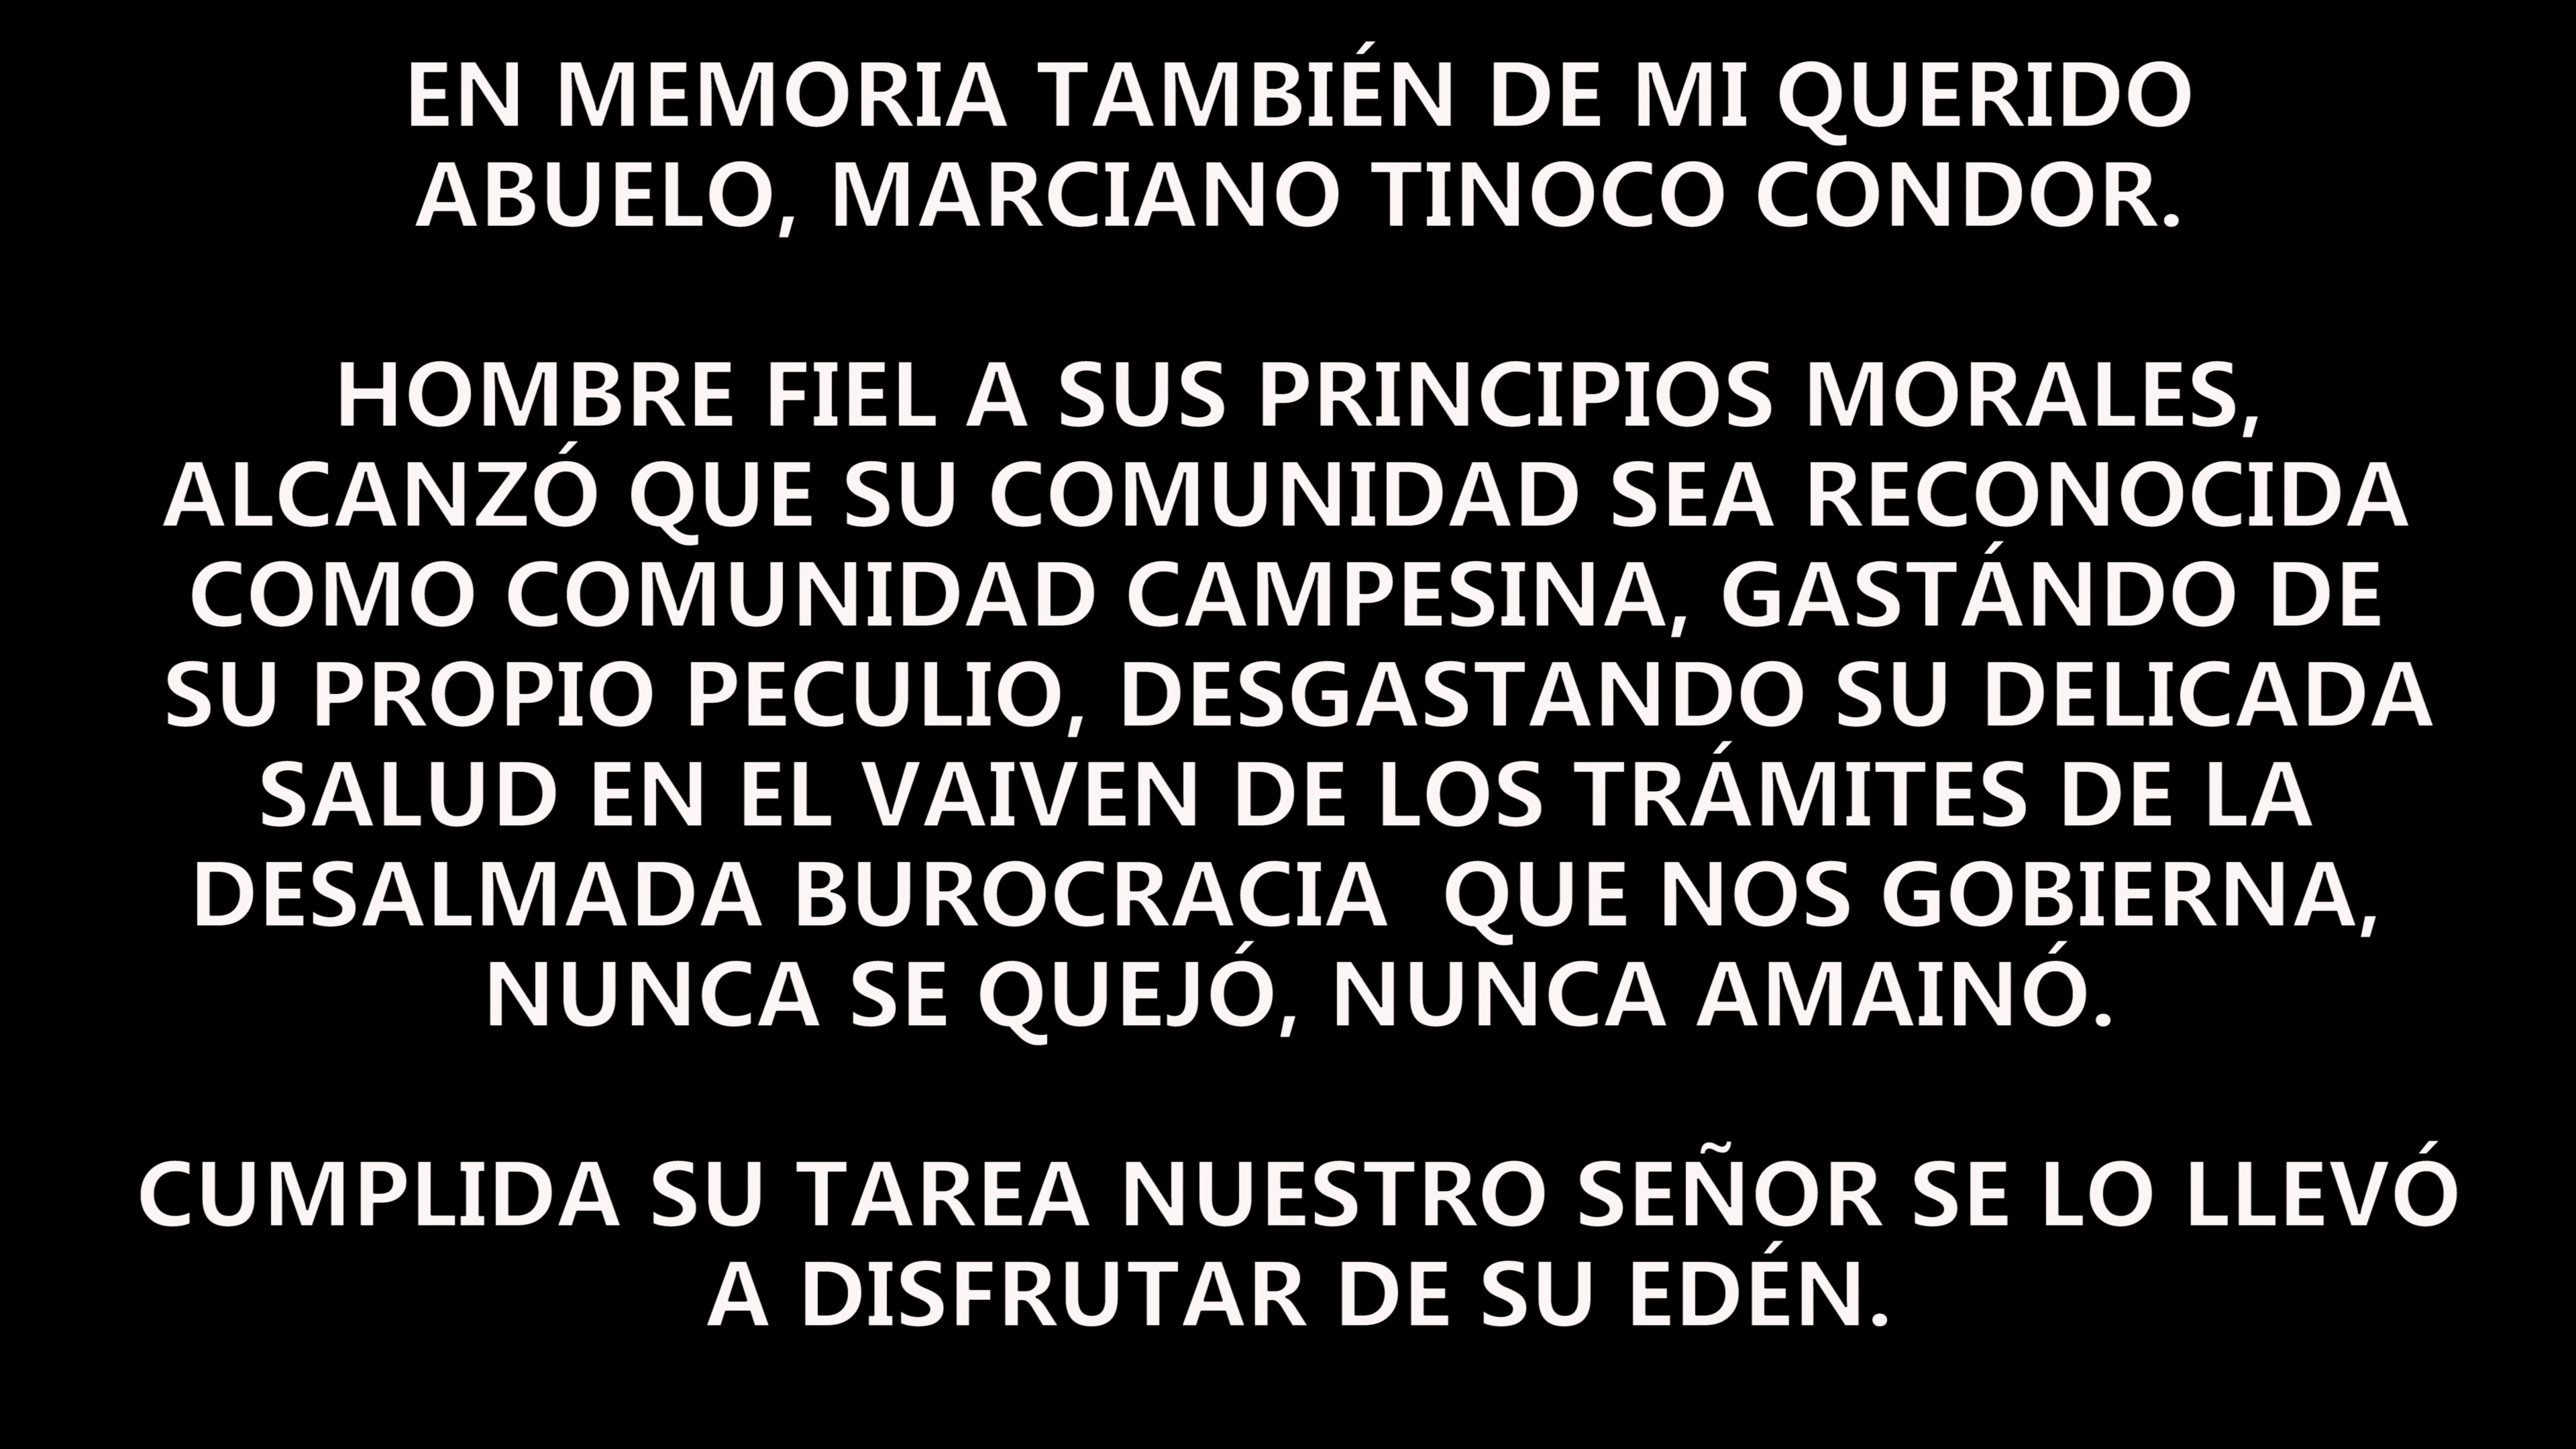 EN MEMORIA TAMBIÉN DE MI QUERIDO
ABUELO, MARCIANO TINOCO CONDOR.
HOMBRE FIEL A SUS PRINCIPIOS MORALES,
ALCANZÓ QUE SU COMUNIDAD SEA RECONOCIDA
COMO COMUNIDAD CAMPESINA, GASTÁNDO DE
SU PROPIO PECULIO, DESGASTANDO SU DELICADA
SALUD EN EL VAIVEN DE LOS TRÁMITES DE LA
DESALMADA BUROCRACIA  QUE NOS GOBIERNA,
NUNCA SE QUEJÓ, NUNCA AMAINÓ.
CUMPLIDA SU TAREA NUESTRO SEÑOR SE LO LLEVÓ
A DISFRUTAR DE SU EDÉN.